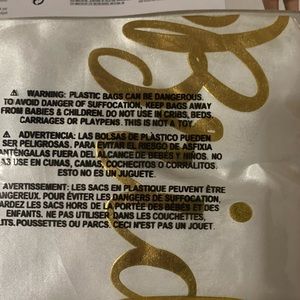 ⚠ WARNING: PLASTIC BAGS CAN BE DANGEROUS.
TO AVOID DANGER OF SUFFOCATION, KEEP BAGS AWAY
FROM BABIES & CHILDREN. DO NOT USE IN CRIBS, BEDS,
CARRIAGES OR PLAYPENS. THIS IS NOT A TOY.
⚠ ADVERTENCIA: LAS BOLSAS DE PLÁSTICO PUEDEN
SER PELIGROSAS. PARA EVITAR EL RIESGO DE ASFIXIA
MANTÉNGALAS FUERA DEL ALCANCE DE BEBÉS Y NIÑOS. NO
USE EN CUNAS, CAMAS, COCHECITOS O CORRALITOS.
ESTO NO ES UN JUGUETE.
AVERTISSEMENT: LES SACS EN PLASTIQUE PEUVENT ÊTRE
DANGEREUX. POUR ÉVITER LES DANGERS DE SUFFOCATION,
GARDEZ LES SACS HORS DE LA PORTÉE DES BÉBÉS ET DES
ENFANTS. NE PAS UTILISER DANS LES COUCHETTES,
LITS, POUSSETTES OU PARCS. CECI N'EST PAS UN JOUET.